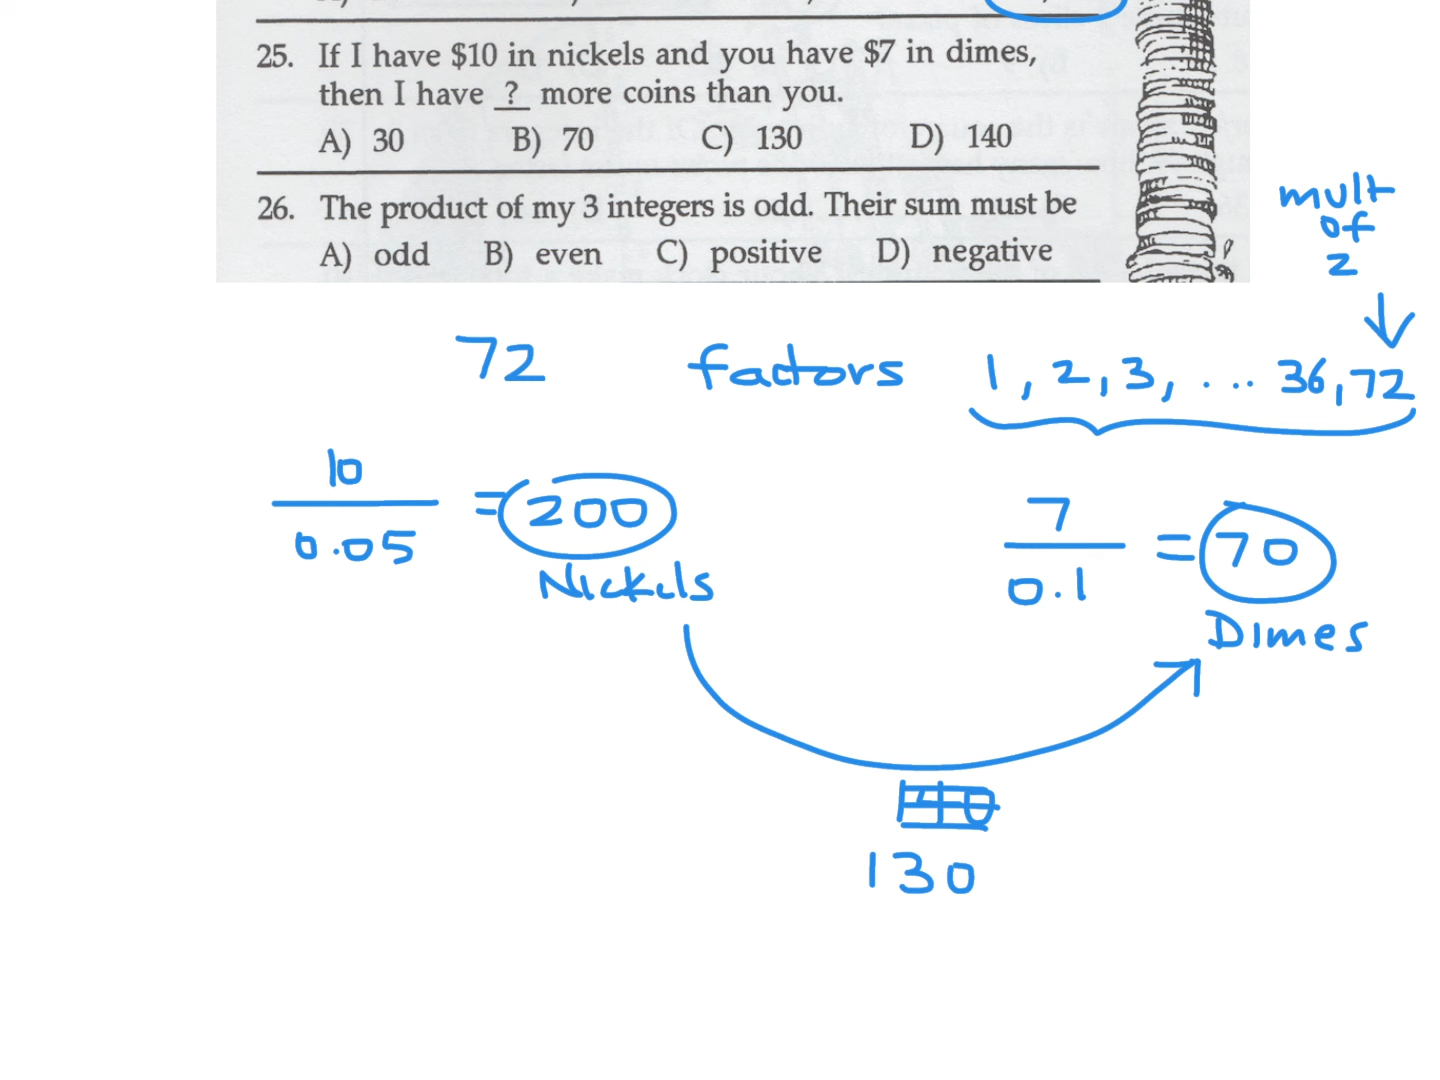 25. If I have $10 in nickels and you have $7 in dimes,
then I have ? more coins than you.
A) 30 B) 70 C) 130 D) 140
26. The product of my 3 integers is odd. Their sum must be
A) odd B) even C) positive D) negative
mult
of
2
72 factors 1, 2, 3, ... 36, 72
10
0.05
= 200
Nickels
7
0.1
= 70
Dimes
140
130